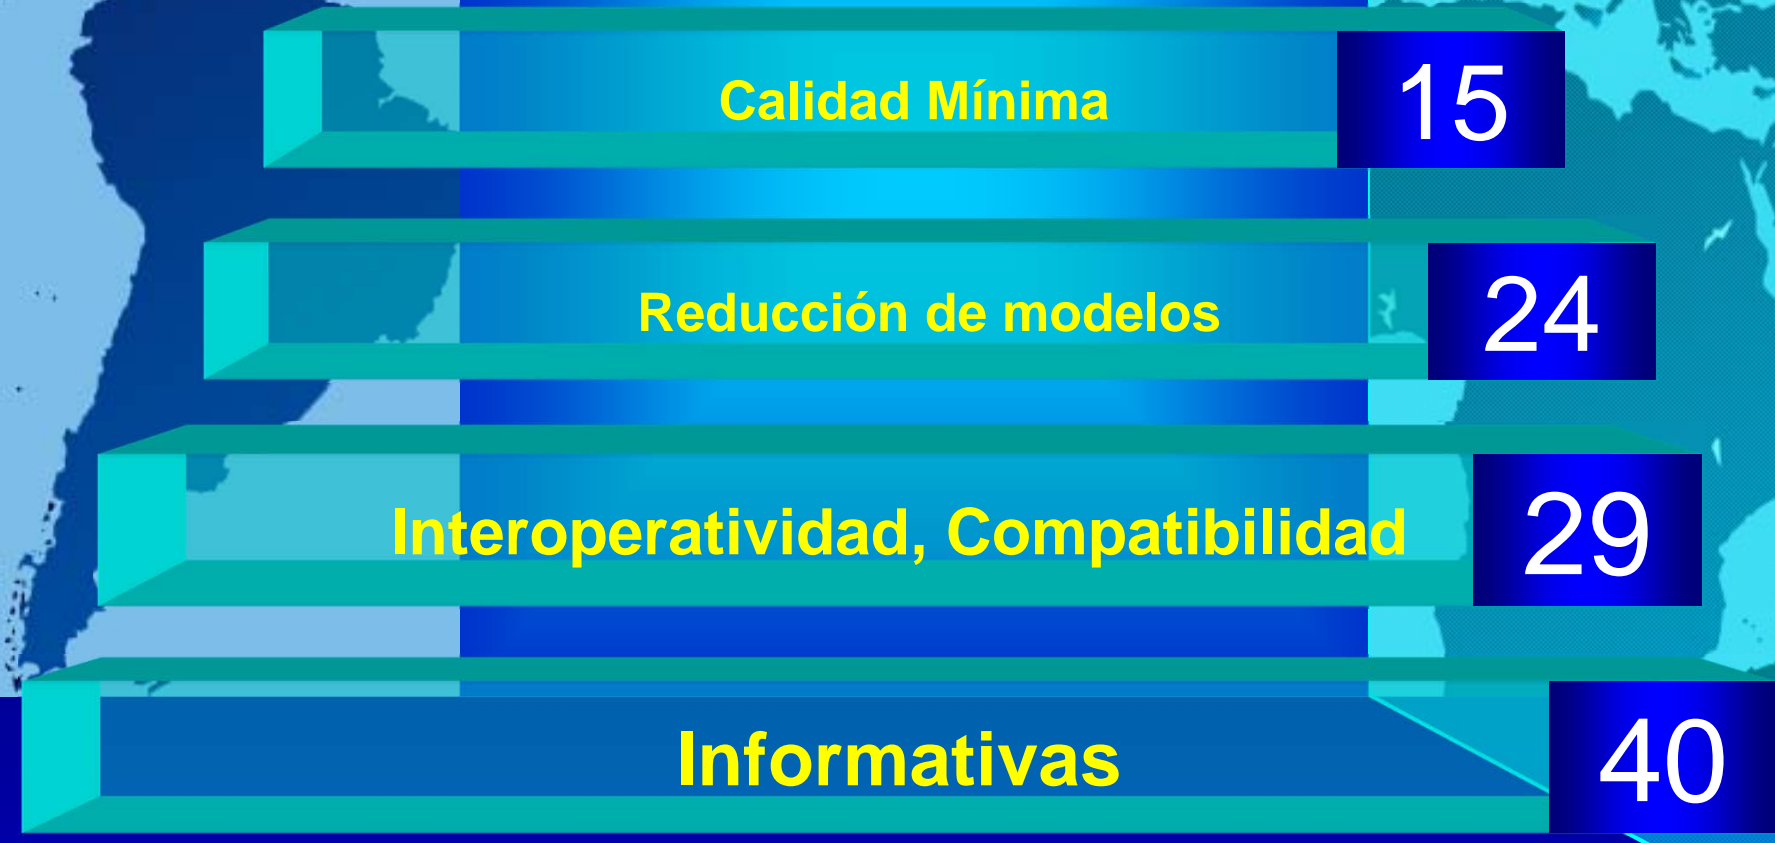 Calidad Mínima 15
Reducción de modelos 24
Interoperatividad, Compatibilidad 29
Informativas 40